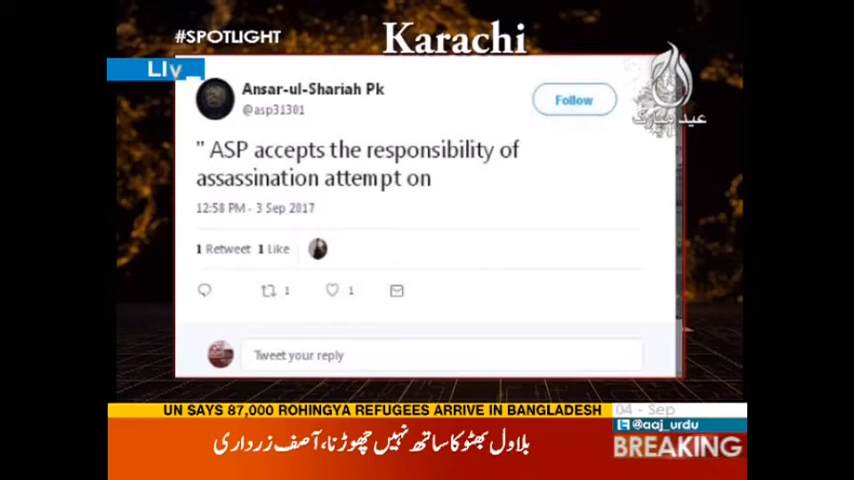 #SPOTLIGHT
Karachi
LIV
Ansar-ul-Shariah Pk
@asp31301
Follow
عید مبارک
" ASP accepts the responsibility of
assassination attempt on
12:58 PM - 3 Sep 2017
1 Retweet 1 Like
1 1
Tweet your reply
UN SAYS 87,000 ROHINGYA REFUGEES ARRIVE IN BANGLADESH
04 - Sep
@aaj_urdu
BREAKING
بلاول بھٹو کا ساتھ نہیں چھوڑنا، آصف زرداری